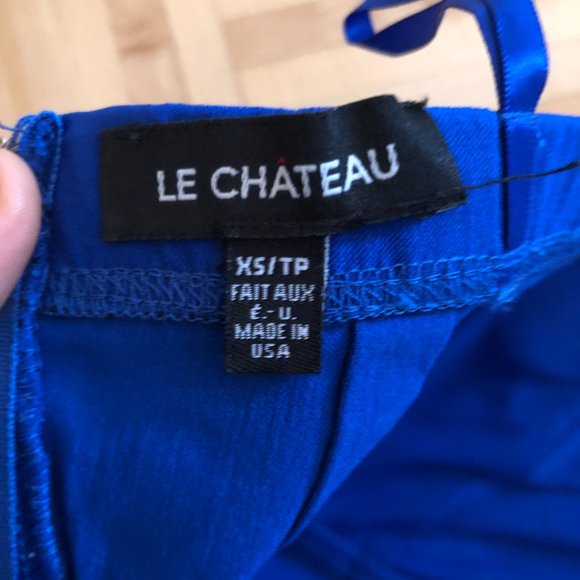 LE CHÂTEAU
XS/TP
FAIT AUX
É.-U.
MADE IN
USA